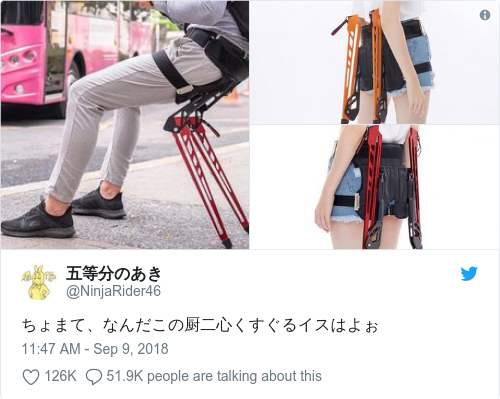 五等分のあき
@NinjaRider46
ちょまて、なんだこの厨二心くすぐるイスはよぉ
11:47 AM - Sep 9, 2018
126K 51.9K people are talking about this